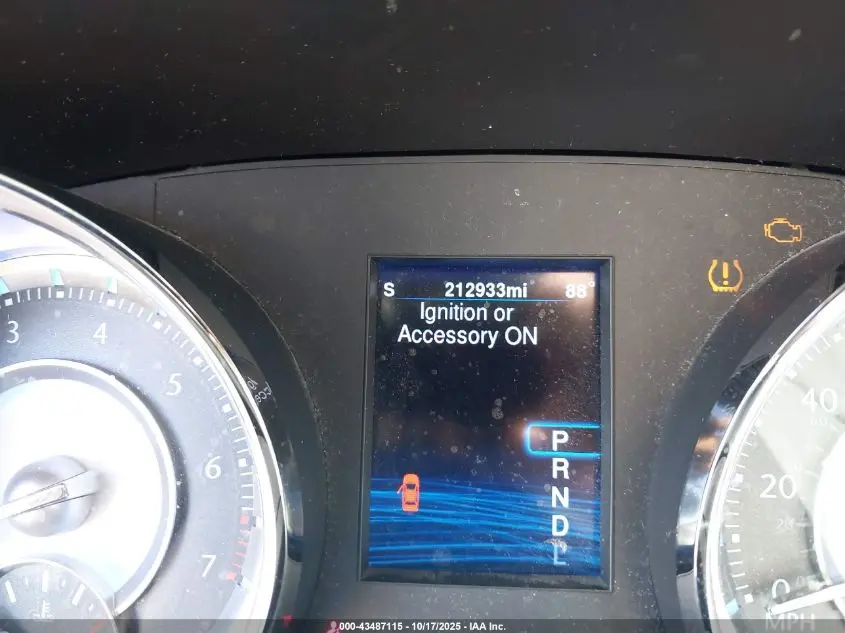 S 212933mi 88°
Ignition or
Accessory ON
P
R
N
D
L
3
4
5
6
7
40
20
0
MPH
000-43487115 - 10/17/2025 - IAA Inc.